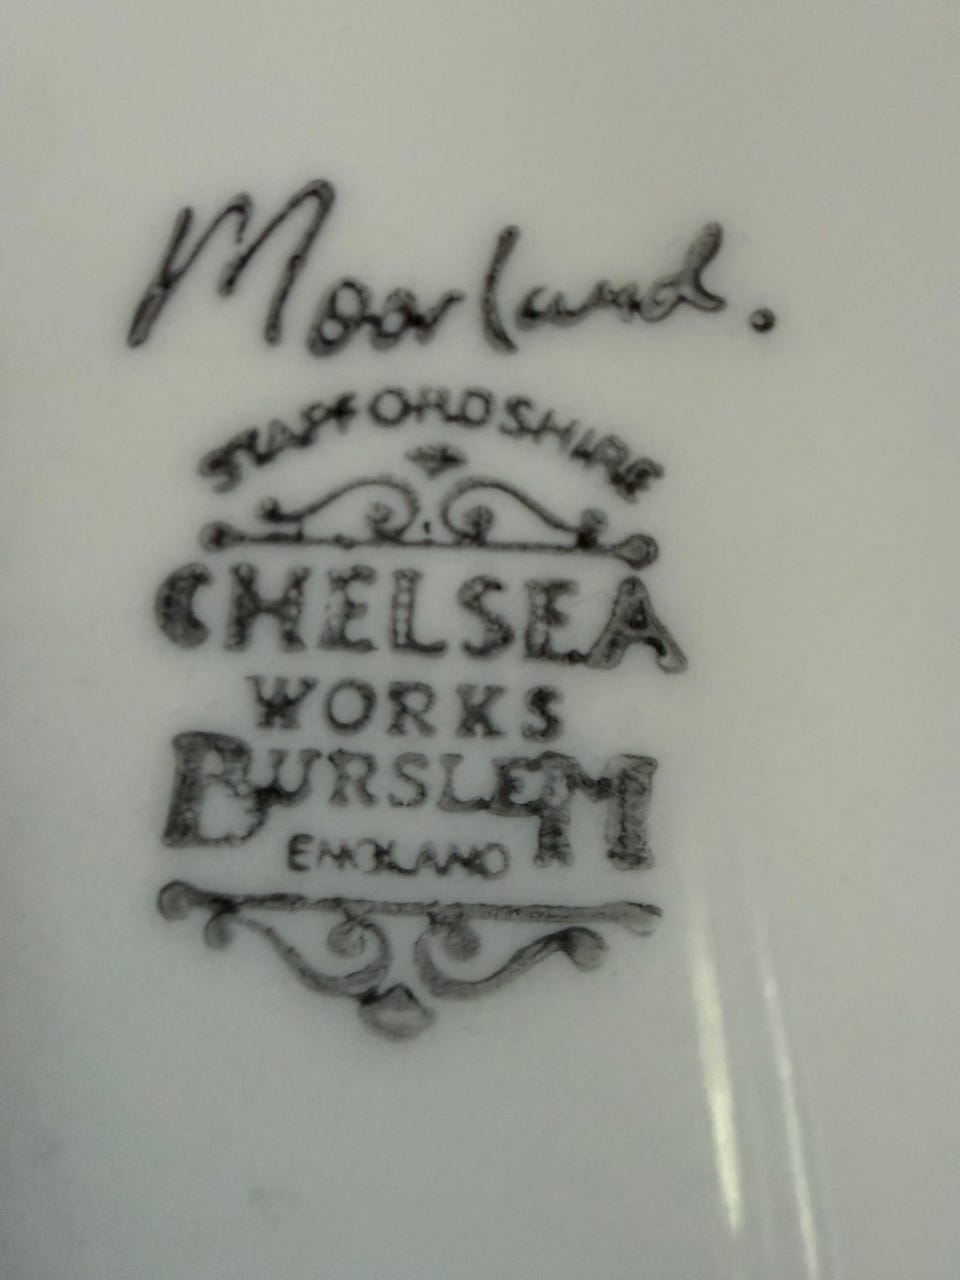 Moorland.
STAFFORDSHIRE
CHELSEA
WORKS
BURSLEM
ENGLAND